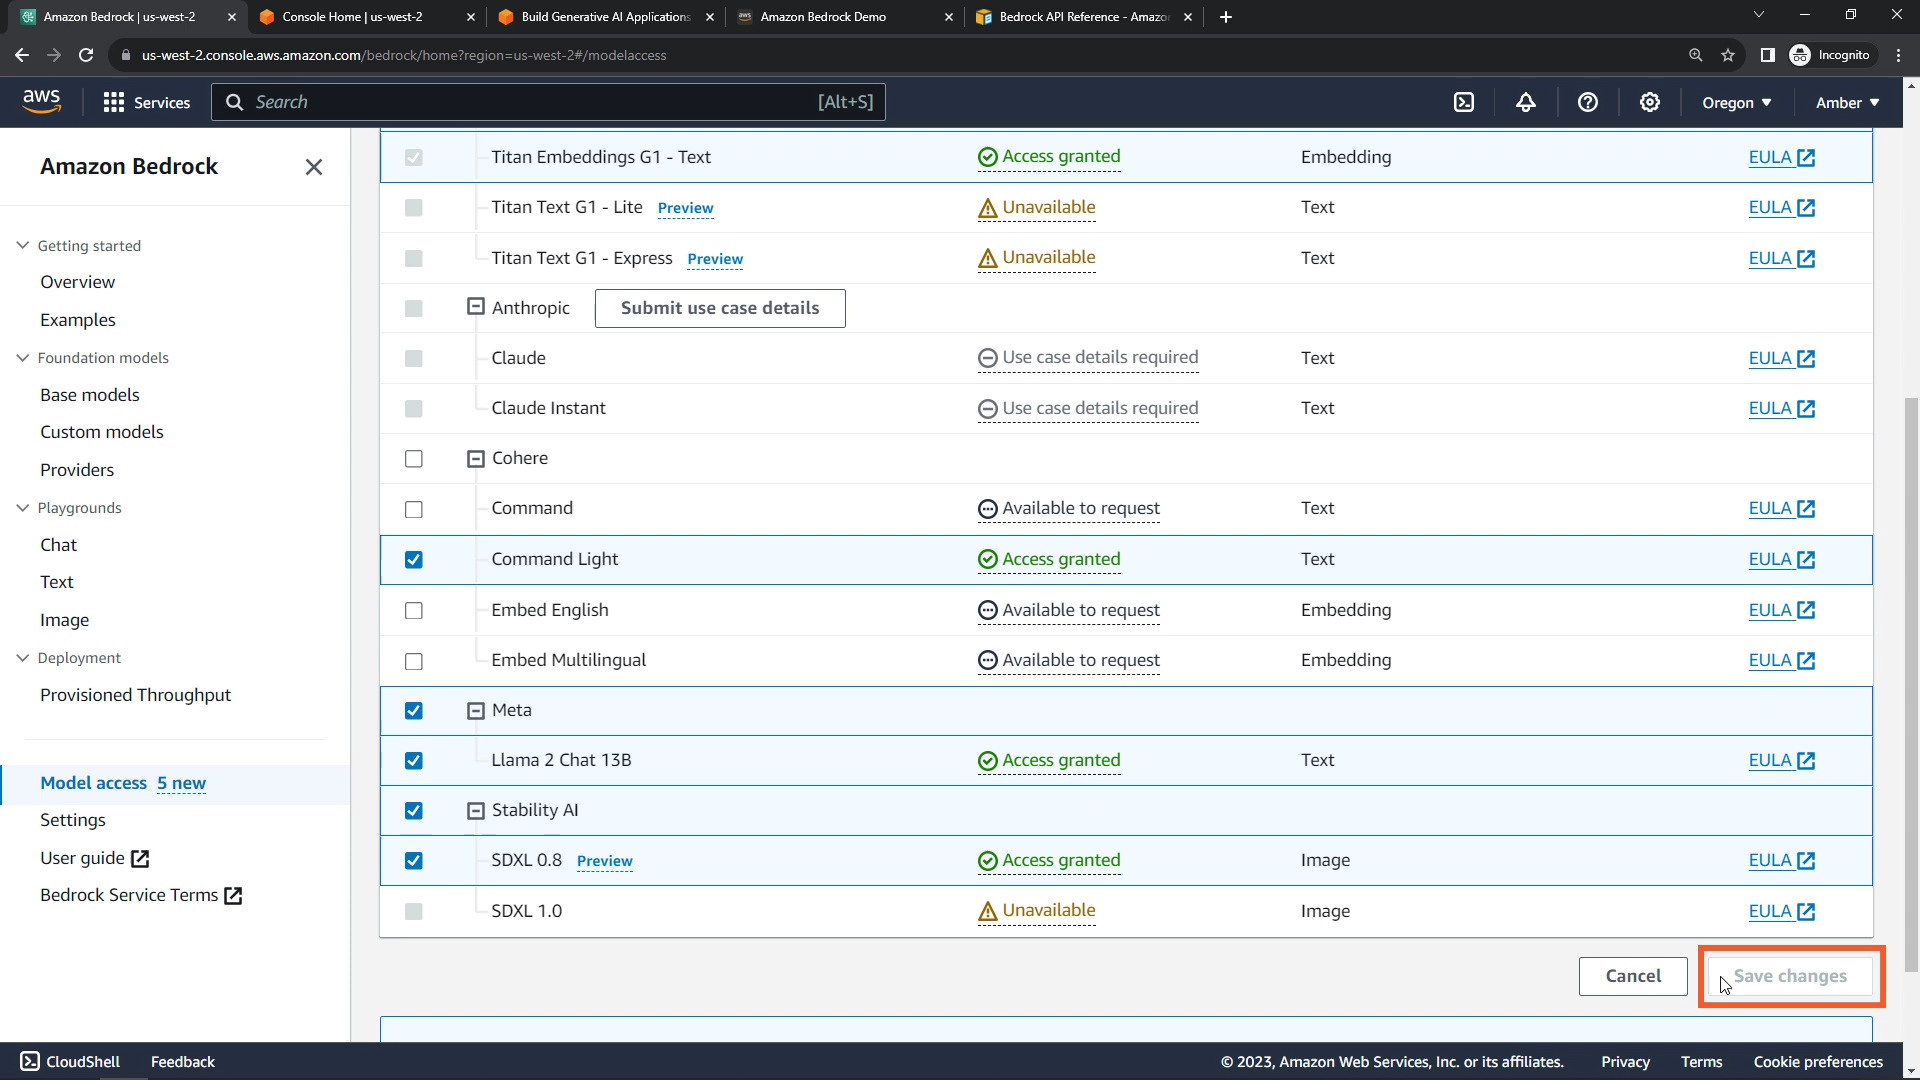 Amazon Bedrock | us-west-2
Console Home | us-west-2
Build Generative AI Applications
Amazon Bedrock Demo
Bedrock API Reference - Amazon
us-west-2.console.aws.amazon.com/bedrock/home?region=us-west-2#/modelaccess
Incognito
aws
Services
Search
[Alt+S]
Oregon
Amber
Amazon Bedrock
Getting started
Overview
Examples
Foundation models
Base models
Custom models
Providers
Playgrounds
Chat
Text
Image
Deployment
Provisioned Throughput
Model access 5 new
Settings
User guide
Bedrock Service Terms
Titan Embeddings G1 - Text Access granted Embedding EULA
Titan Text G1 - Lite Preview Unavailable Text EULA
Titan Text G1 - Express Preview Unavailable Text EULA
Anthropic Submit use case details
Claude Use case details required Text EULA
Claude Instant Use case details required Text EULA
Cohere
Command Available to request Text EULA
Command Light Access granted Text EULA
Embed English Available to request Embedding EULA
Embed Multilingual Available to request Embedding EULA
Meta
Llama 2 Chat 13B Access granted Text EULA
Stability AI
SDXL 0.8 Preview Access granted Image EULA
SDXL 1.0 Unavailable Image EULA
Cancel Save changes
CloudShell Feedback © 2023, Amazon Web Services, Inc. or its affiliates. Privacy Terms Cookie preferences